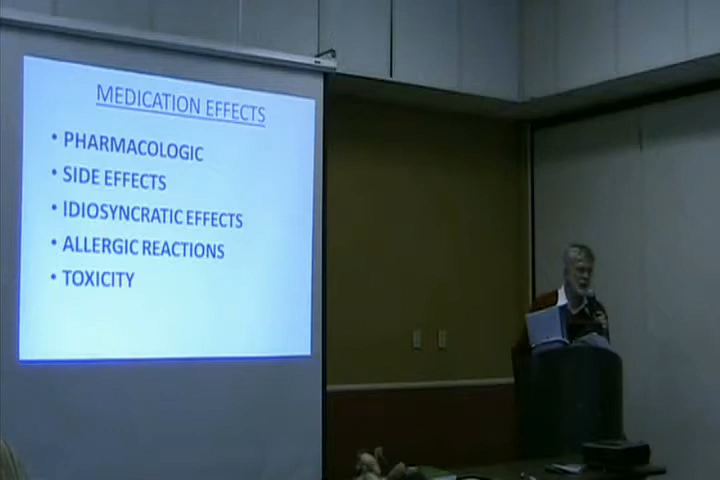 MEDICATION EFFECTS
• PHARMACOLOGIC
• SIDE EFFECTS
• IDIOSYNCRATIC EFFECTS
• ALLERGIC REACTIONS
• TOXICITY